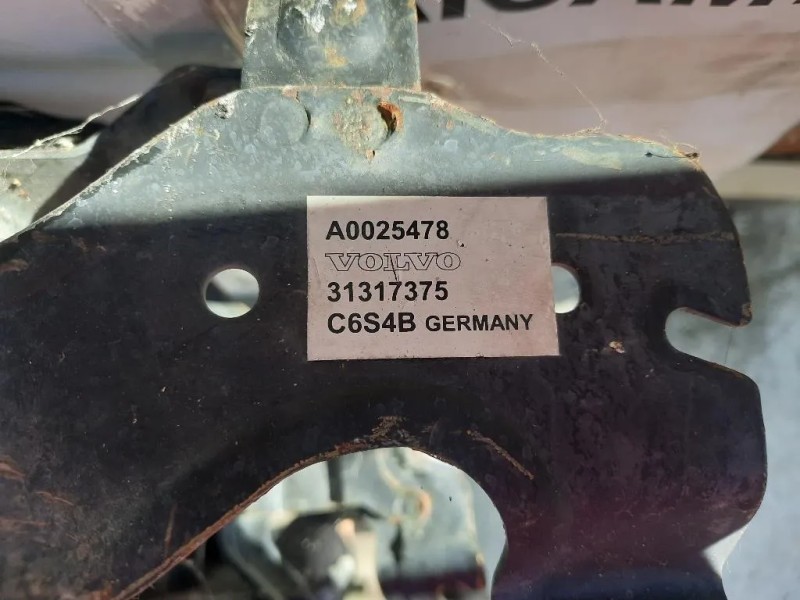 A0025478
VOLVO
31317375
C6S4B GERMANY